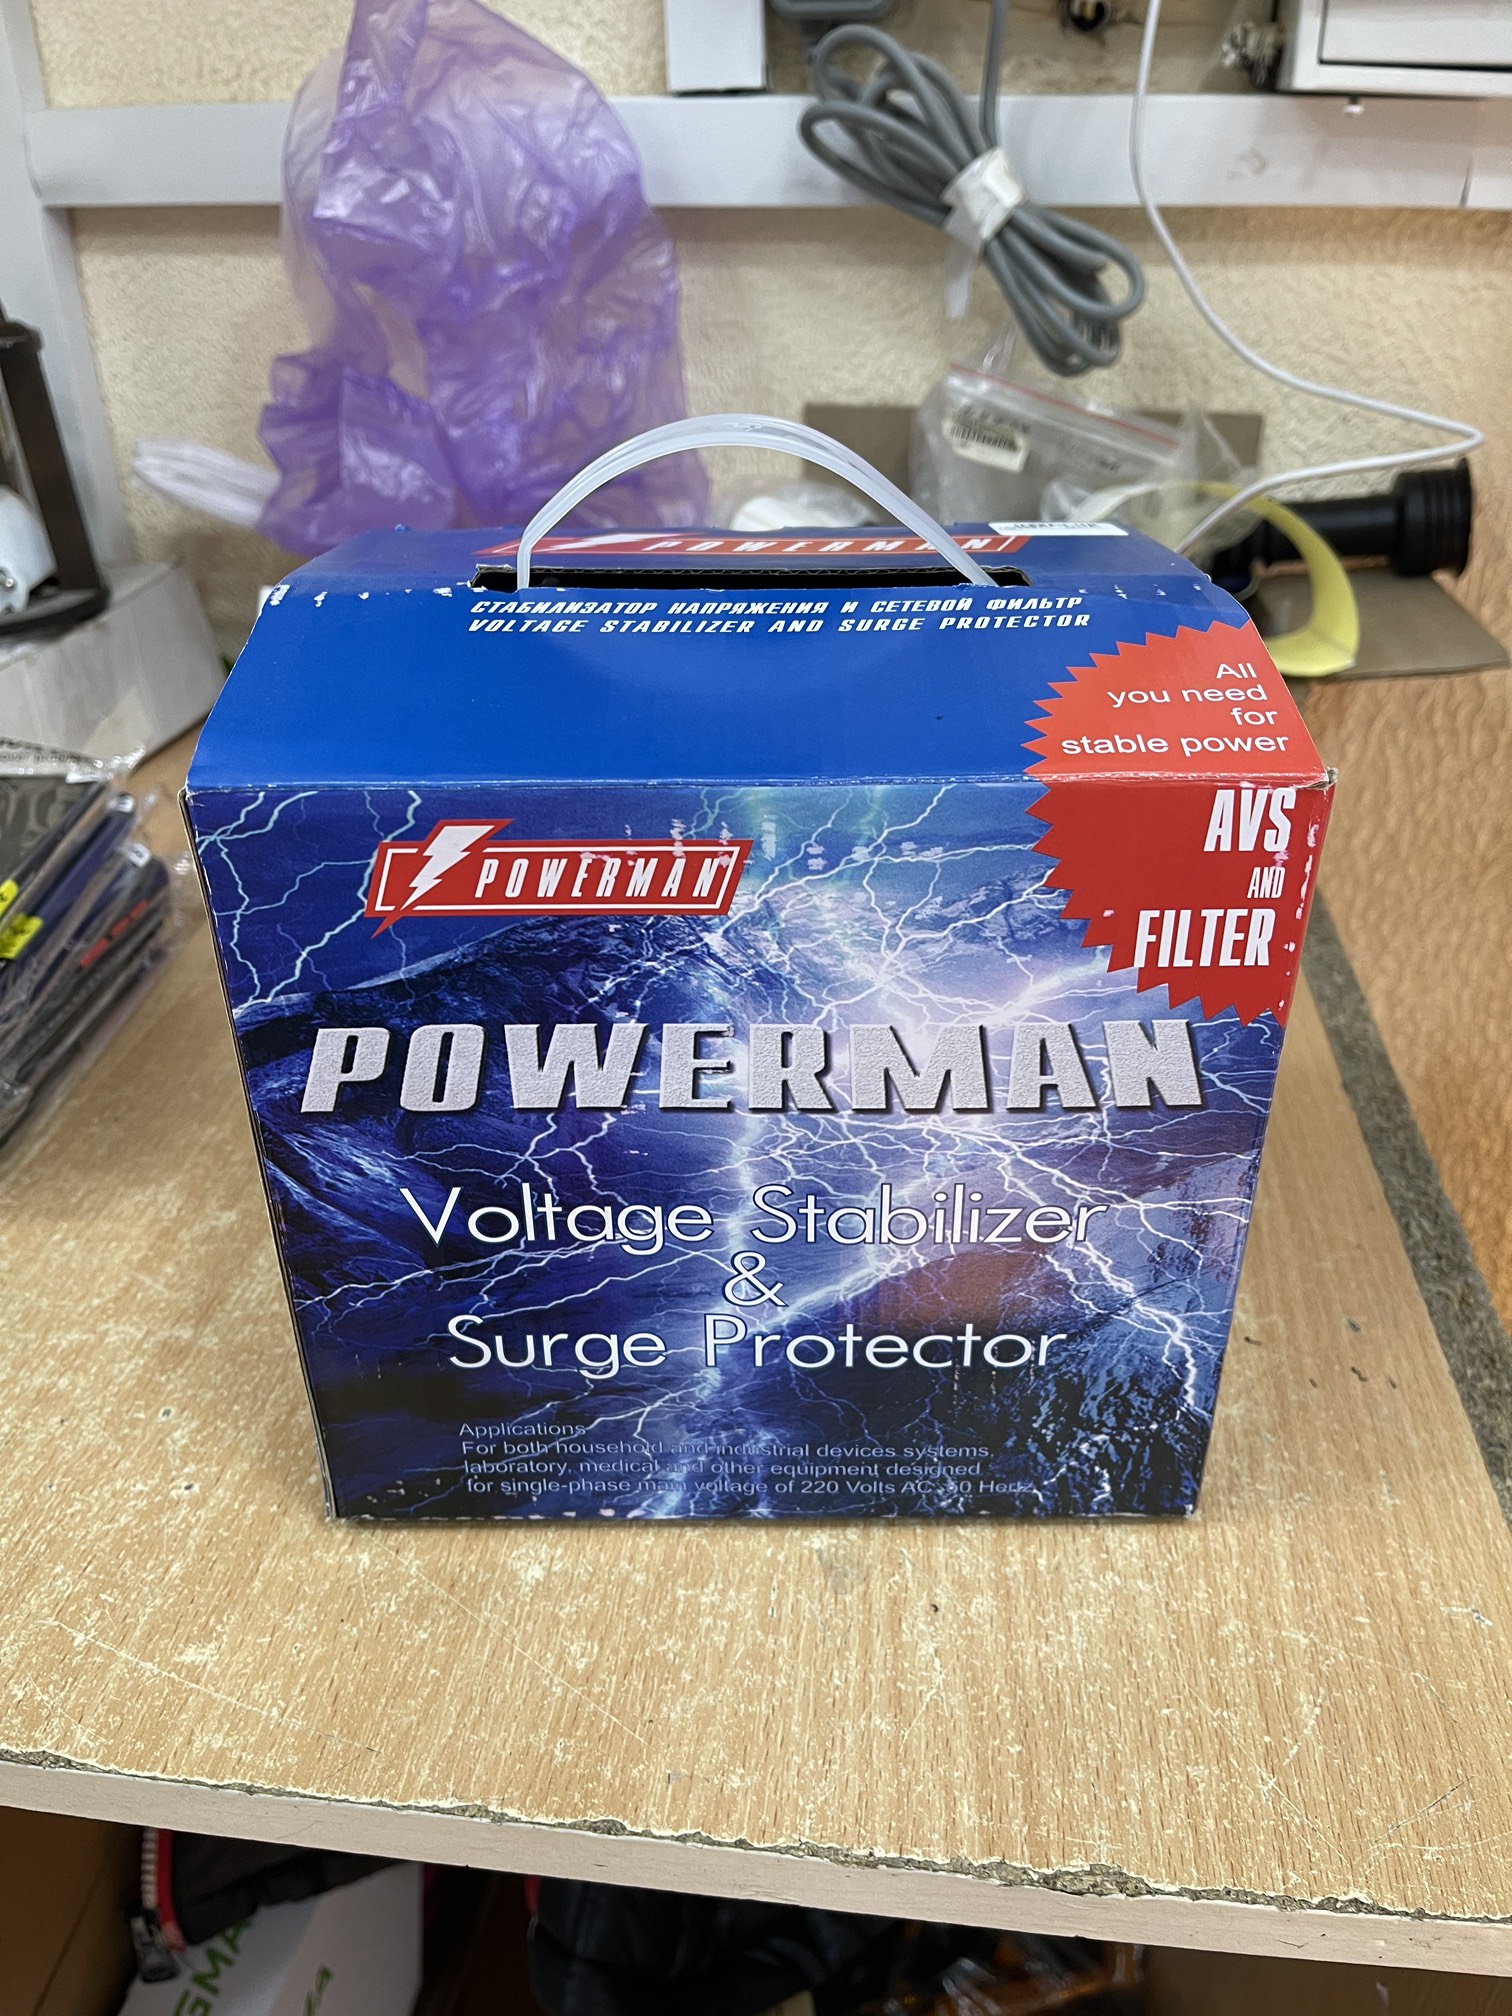 POWERMAN
СТАБИЛИЗАТОР НАПРЯЖЕНИЯ И СЕТЕВОЙ ФИЛЬТР
VOLTAGE STABILIZER AND SURGE PROTECTOR
All
you need
for
stable power
AVS
AND
FILTER
POWERMAN
POWERMAN
Voltage Stabilizer
&
Surge Protector
Applications
For both household and industrial devices systems,
laboratory, medical and other equipment designed
for single-phase main voltage of 220 Volts AC, 50 Hertz